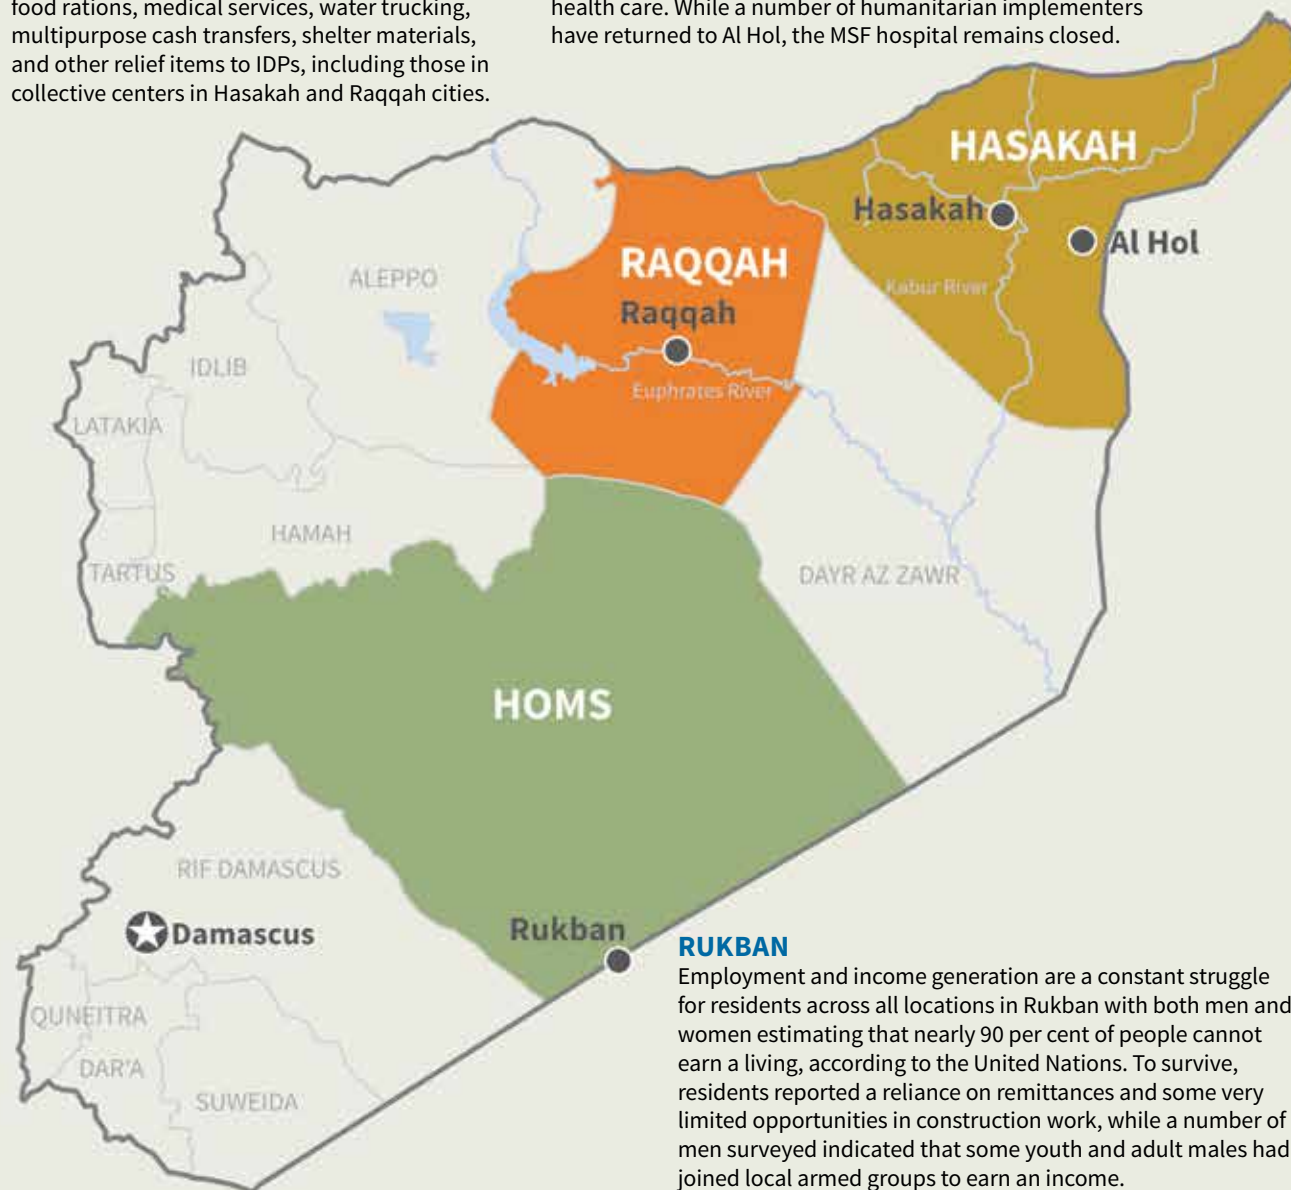 food rations, medical services, water trucking,
multipurpose cash transfers, shelter materials,
and other relief items to IDPs, including those in
collective centers in Hasakah and Raqqah cities.
health care. While a number of humanitarian implementers
have returned to Al Hol, the MSF hospital remains closed.
HASAKAH
Hasakah
Al Hol
RAQQAH
Raqqah
Kabur River
ALEPPO
IDLIB
Euphrates River
LATAKIA
HAMAH
TARTUS
DAYR AZ ZAWR
HOMS
RIF DAMASCUS
Damascus
Rukban
QUNEITRA
DAR'A
SUWEIDA
RUKBAN
Employment and income generation are a constant struggle
for residents across all locations in Rukban with both men and
women estimating that nearly 90 per cent of people cannot
earn a living, according to the United Nations. To survive,
residents reported a reliance on remittances and some very
limited opportunities in construction work, while a number of
men surveyed indicated that some youth and adult males had
joined local armed groups to earn an income.